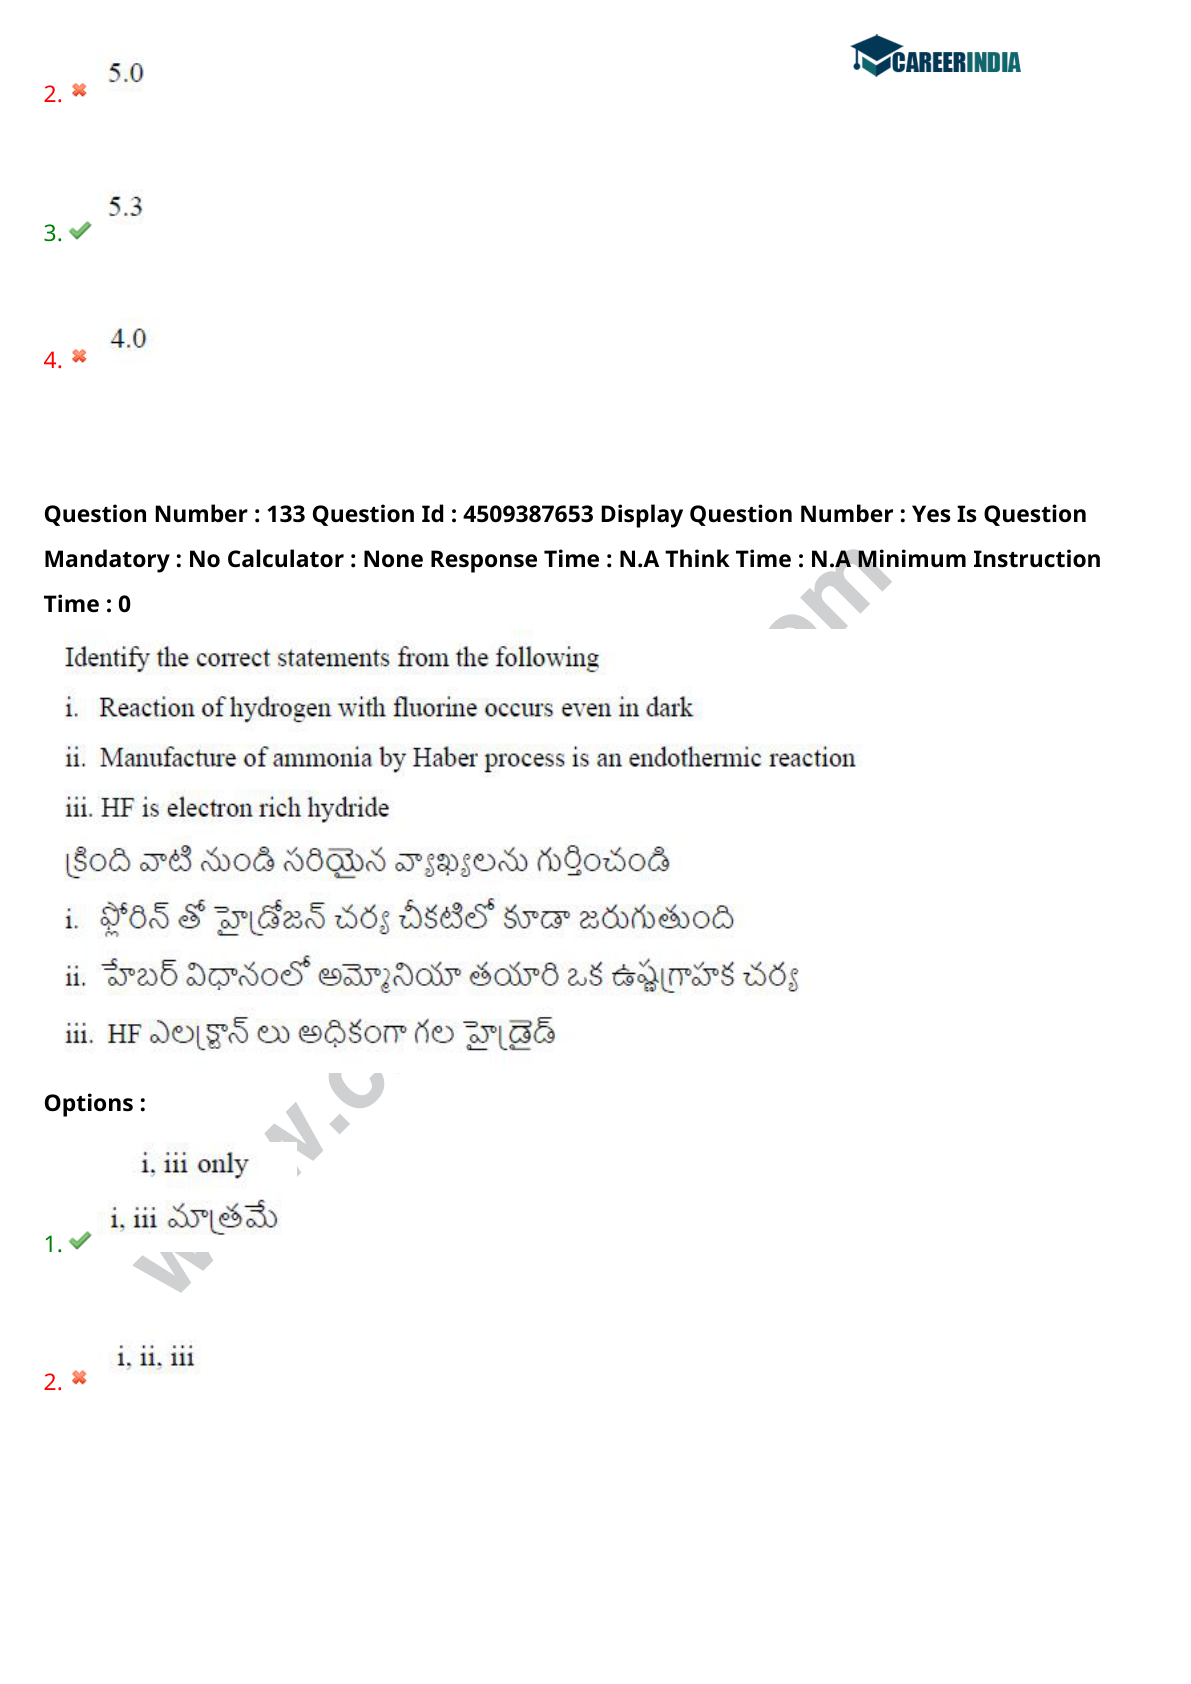 CAREERINDIA
5.0
2.
5.3
3.
4.0
4.
Question Number : 133 Question Id : 4509387653 Display Question Number : Yes Is Question
Mandatory : No Calculator : None Response Time : N.A Think Time : N.A Minimum Instruction
Time : 0
Identify the correct statements from the following
i. Reaction of hydrogen with fluorine occurs even in dark
ii. Manufacture of ammonia by Haber process is an endothermic reaction
iii. HF is electron rich hydride
క్రింది వాటి నుండి సరియైన వ్యాఖ్యలను గుర్తించండి
i. ఫ్లోరిన్ తో హైడ్రోజన్ చర్య చీకటిలో కూడా జరుగుతుంది
ii. హేబర్ విధానంలో అమ్మోనియా తయారి ఒక ఉష్ణగ్రాహక చర్య
iii. HF ఎలక్ట్రాన్ లు అధికంగా గల హైడ్రైడ్
Options :
i, iii only
i, iii మాత్రమే
1.
i, ii, iii
2.